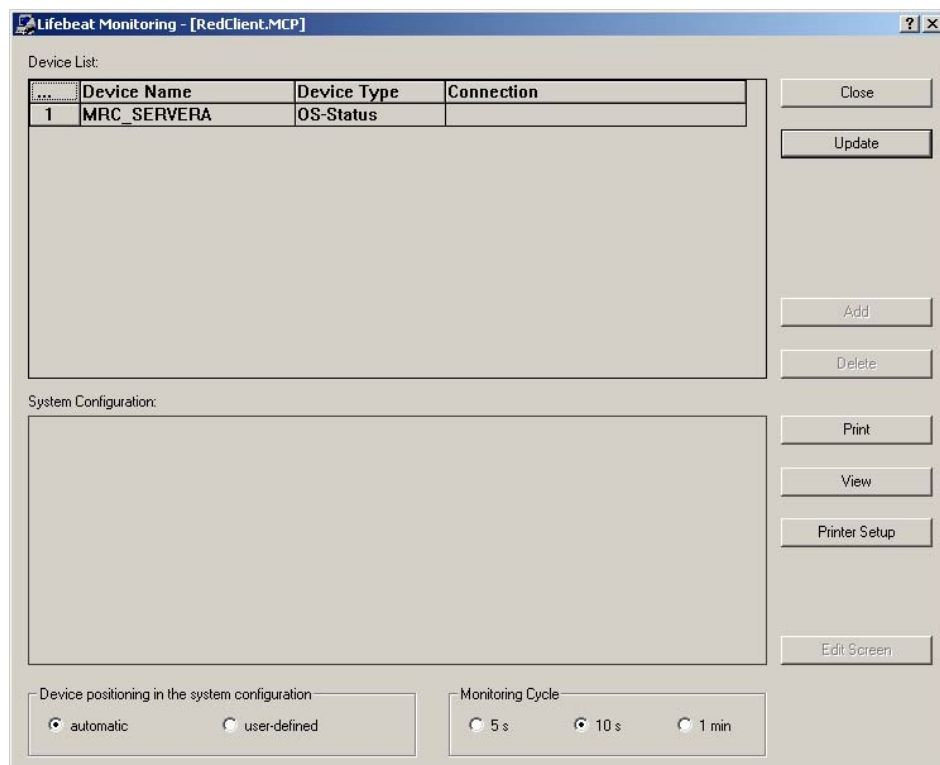 Lifebeat Monitoring - [RedClient.MCP]
Device List:
... Device Name Device Type Connection
1 MRC_SERVERA OS-Status
Close
Update
Add
Delete
System Configuration:
Print
View
Printer Setup
Edit Screen
Device positioning in the system configuration
automatic user-defined
Monitoring Cycle
5 s 10 s 1 min